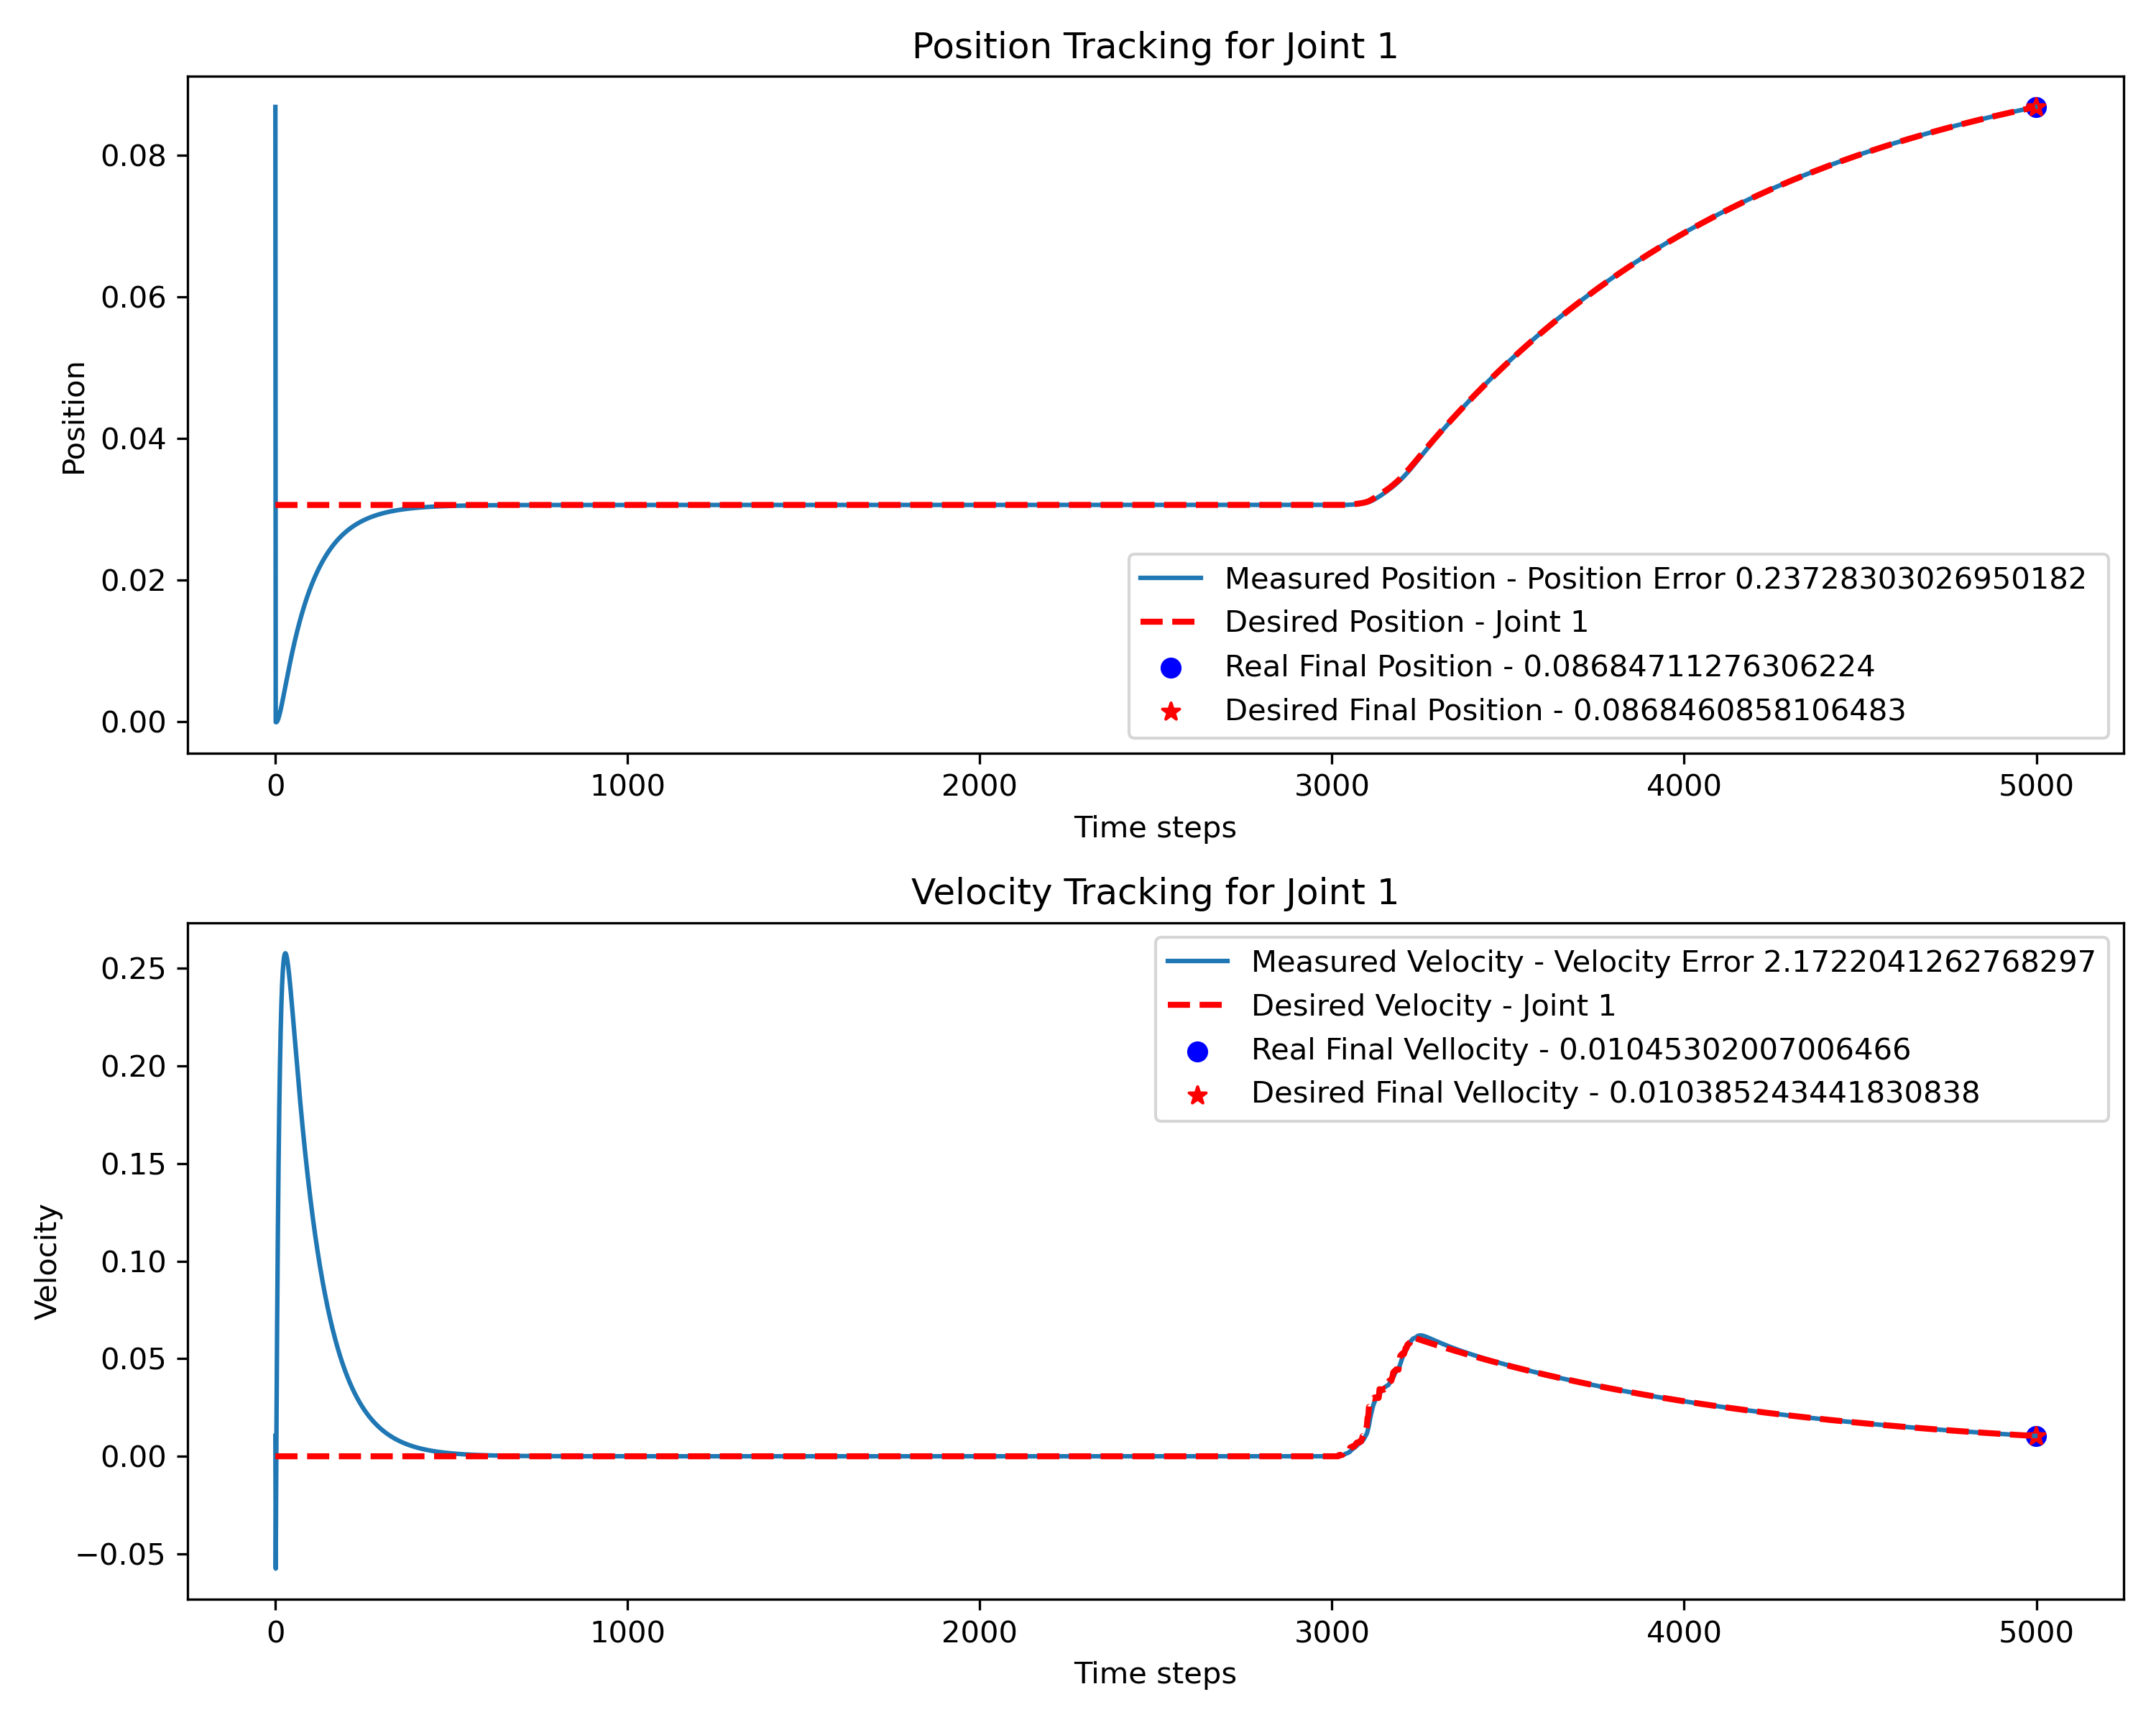 Position Tracking for Joint 1
Position
0.08
0.06
0.04
0.02
0.00
Measured Position - Position Error 0.23728303026950182
Desired Position - Joint 1
Real Final Position - 0.08684711276306224
Desired Final Position - 0.0868460858106483
0 1000 2000 3000 4000 5000
Time steps
Velocity Tracking for Joint 1
Velocity
0.25
0.20
0.15
0.10
0.05
0.00
−0.05
Measured Velocity - Velocity Error 2.1722041262768297
Desired Velocity - Joint 1
Real Final Vellocity - 0.01045302007006466
Desired Final Vellocity - 0.010385243441830838
0 1000 2000 3000 4000 5000
Time steps